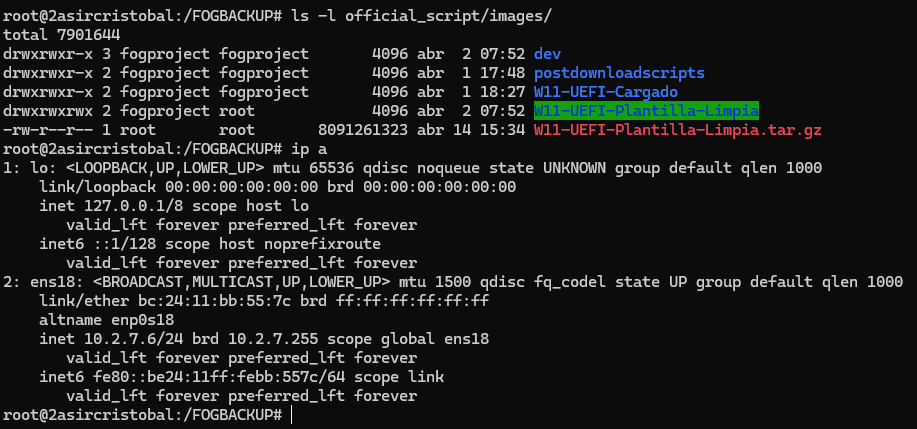 root@2asircristobal:/FOGBACKUP# ls -l official_script/images/
total 7901644
drwxrwxr-x 3 fogproject fogproject       4096 abr  2 07:52 dev
drwxrwxr-x 2 fogproject fogproject       4096 abr  1 17:48 postdownloadscripts
drwxrwxr-x 2 fogproject fogproject       4096 abr  1 18:27 W11-UEFI-Cargado
drwxrwxrwx 2 fogproject root             4096 abr  2 07:52 W11-UEFI-Plantilla-Limpia
-rw-r--r-- 1 root       root       8091261323 abr 14 15:34 W11-UEFI-Plantilla-Limpia.tar.gz
root@2asircristobal:/FOGBACKUP# ip a
1: lo: <LOOPBACK,UP,LOWER_UP> mtu 65536 qdisc noqueue state UNKNOWN group default qlen 1000
    link/loopback 00:00:00:00:00:00 brd 00:00:00:00:00:00
    inet 127.0.0.1/8 scope host lo
       valid_lft forever preferred_lft forever
    inet6 ::1/128 scope host noprefixroute
       valid_lft forever preferred_lft forever
2: ens18: <BROADCAST,MULTICAST,UP,LOWER_UP> mtu 1500 qdisc fq_codel state UP group default qlen 1000
    link/ether bc:24:11:bb:55:7c brd ff:ff:ff:ff:ff:ff
    altname enp0s18
    inet 10.2.7.6/24 brd 10.2.7.255 scope global ens18
       valid_lft forever preferred_lft forever
    inet6 fe80::be24:11ff:febb:557c/64 scope link
       valid_lft forever preferred_lft forever
root@2asircristobal:/FOGBACKUP#